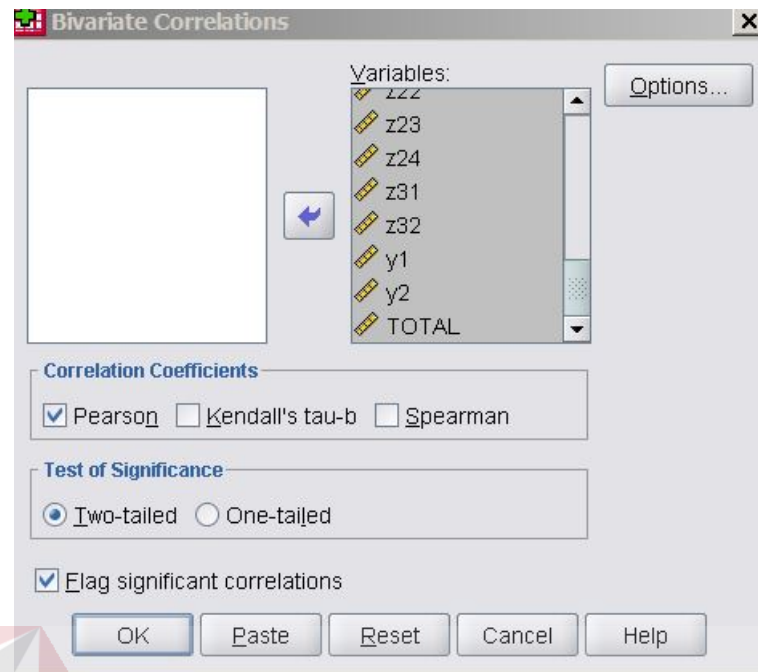 Bivariate Correlations
Variables:
z22
z23
z24
z31
z32
y1
y2
TOTAL
Options...
Correlation Coefficients
Pearson Kendall's tau-b Spearman
Test of Significance
Two-tailed One-tailed
Flag significant correlations
OK Paste Reset Cancel Help